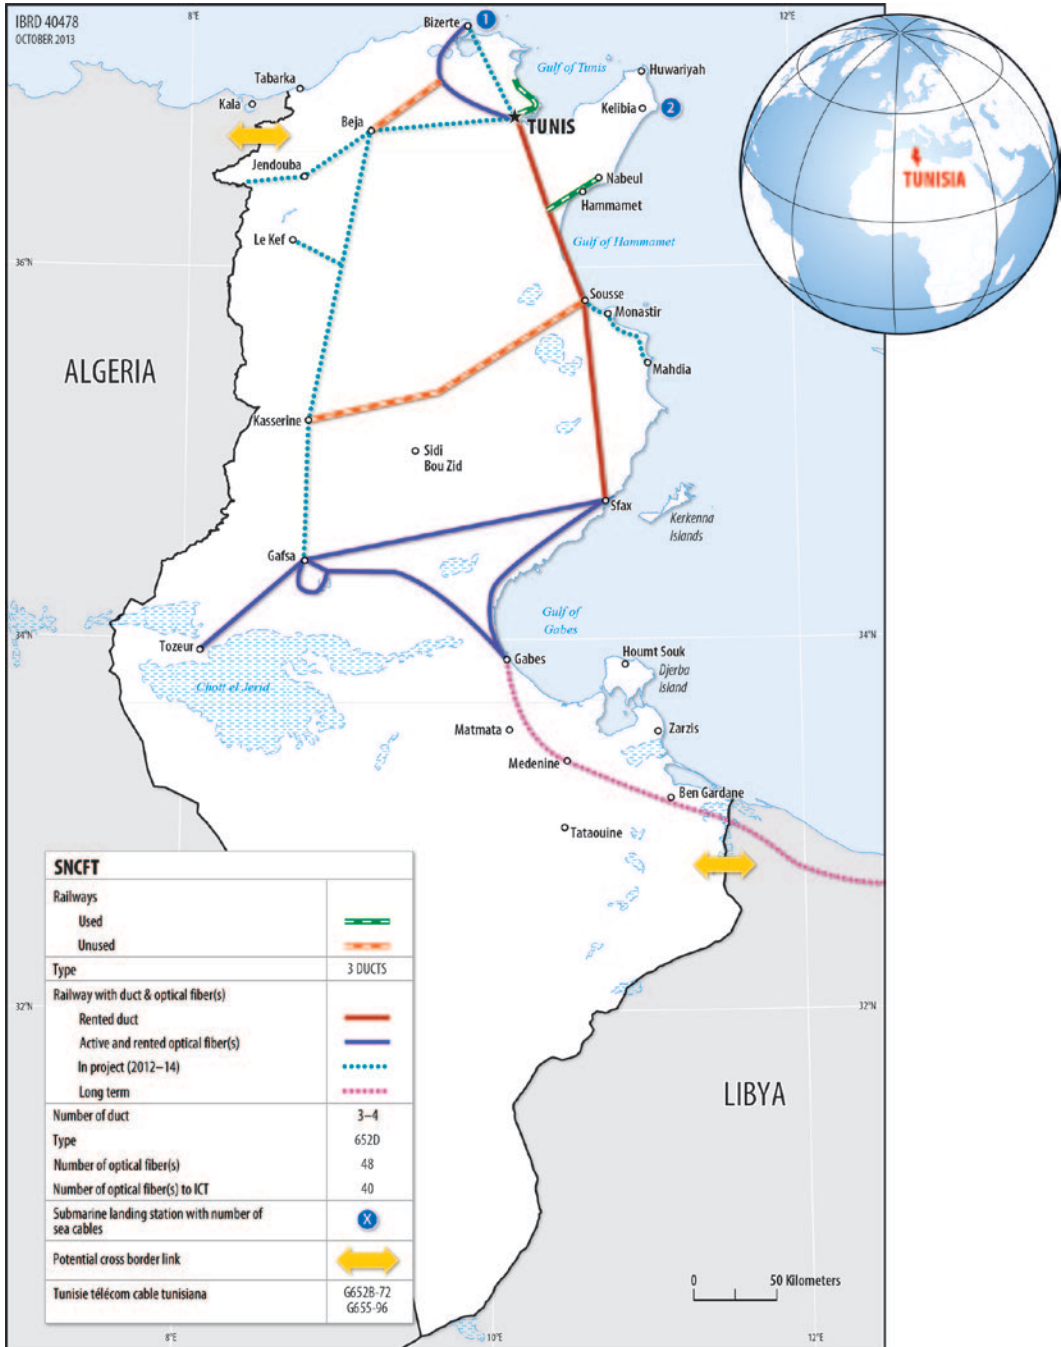 IBRD 40478
OCTOBER 2013
8°E
12°E
Bizerte
1
Gulf of Tunis
Huwariyah
Tabarka
Kala
Kelibia
2
Beja
TUNIS
Jendouba
Nabeul
Hammamet
TUNISIA
Le Kef
Gulf of Hammamet
36°N
Sousse
Monastir
ALGERIA
Mahdia
Kasserine
Sidi
Bou Zid
Sfax
Kerkenna
Islands
Gafsa
Gulf of
Gabes
34°N
34°N
Tozeur
Gabes
Houmt Souk
Djerba
Island
Chott el Jerid
Matmata
Zarzis
Medenine
Ben Gardane
Tataouine
SNCFT
Railways
Used
Unused
Type 3 DUCTS
Railway with duct & optical fiber(s)
Rented duct
Active and rented optical fiber(s)
In project (2012–14)
Long term
Number of duct 3–4
Type 652D
Number of optical fiber(s) 48
Number of optical fiber(s) to ICT 40
Submarine landing station with number of
sea cables X
Potential cross border link
Tunisie télécom cable tunisiana G652B-72
G655-96
32°N
32°N
LIBYA
0 50 Kilometers
8°E
10°E
12°E